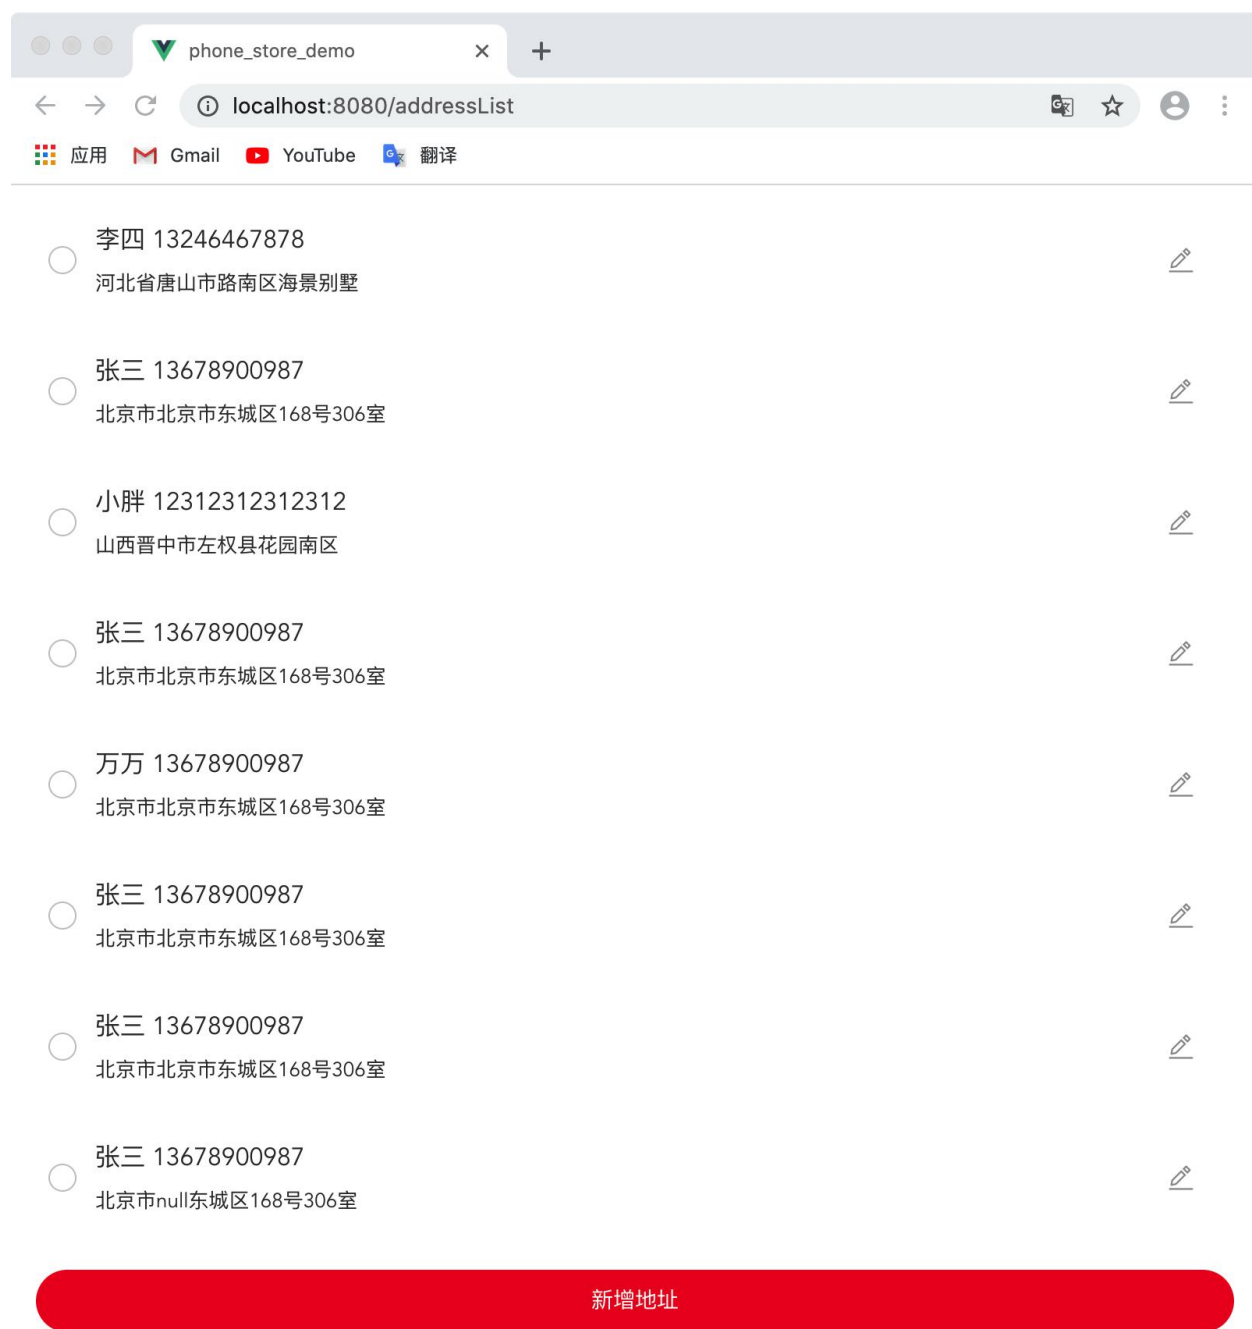 phone_store_demo
localhost:8080/addressList
应用 Gmail YouTube 翻译
李四 13246467878
河北省唐山市路南区海景别墅
张三 13678900987
北京市北京市东城区168号306室
小胖 12312312312312
山西晋中市左权县花园南区
张三 13678900987
北京市北京市东城区168号306室
万万 13678900987
北京市北京市东城区168号306室
张三 13678900987
北京市北京市东城区168号306室
张三 13678900987
北京市北京市东城区168号306室
张三 13678900987
北京市null东城区168号306室
新增地址